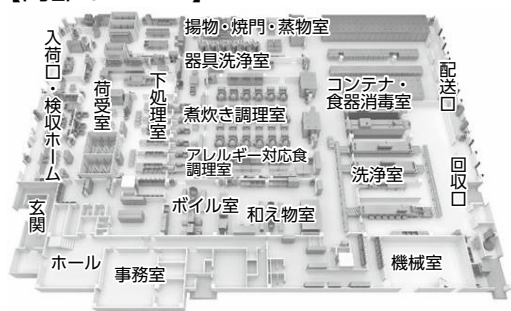 揚物・焼門・蒸物室
器具洗浄室
入荷口・検収ホーム
荷受室
下処理室
煮炊き調理室
コンテナ・
食器消毒室
配送口
アレルギー対応食
調理室
洗浄室
回収口
玄関
ボイル室
和え物室
ホール
事務室
機械室